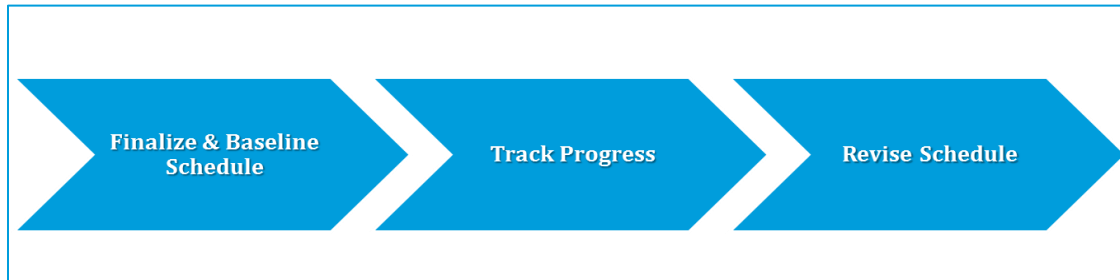 Finalize & Baseline
Schedule
Track Progress
Revise Schedule